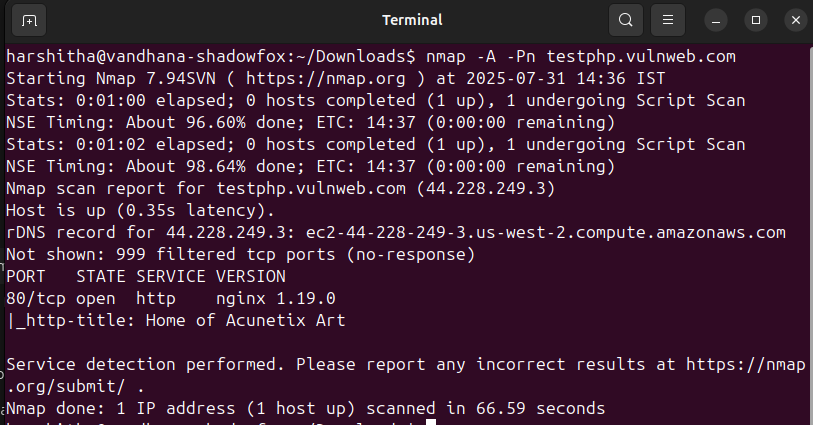 Terminal
harshitha@vandhana-shadowfox:~/Downloads$ nmap -A -Pn testphp.vulnweb.com
Starting Nmap 7.94SVN ( https://nmap.org ) at 2025-07-31 14:36 IST
Stats: 0:01:00 elapsed; 0 hosts completed (1 up), 1 undergoing Script Scan
NSE Timing: About 96.60% done; ETC: 14:37 (0:00:00 remaining)
Stats: 0:01:02 elapsed; 0 hosts completed (1 up), 1 undergoing Script Scan
NSE Timing: About 98.64% done; ETC: 14:37 (0:00:00 remaining)
Nmap scan report for testphp.vulnweb.com (44.228.249.3)
Host is up (0.35s latency).
rDNS record for 44.228.249.3: ec2-44-228-249-3.us-west-2.compute.amazonaws.com
Not shown: 999 filtered tcp ports (no-response)
PORT   STATE SERVICE VERSION
80/tcp open  http    nginx 1.19.0
|_http-title: Home of Acunetix Art
Service detection performed. Please report any incorrect results at https://nmap
.org/submit/ .
Nmap done: 1 IP address (1 host up) scanned in 66.59 seconds